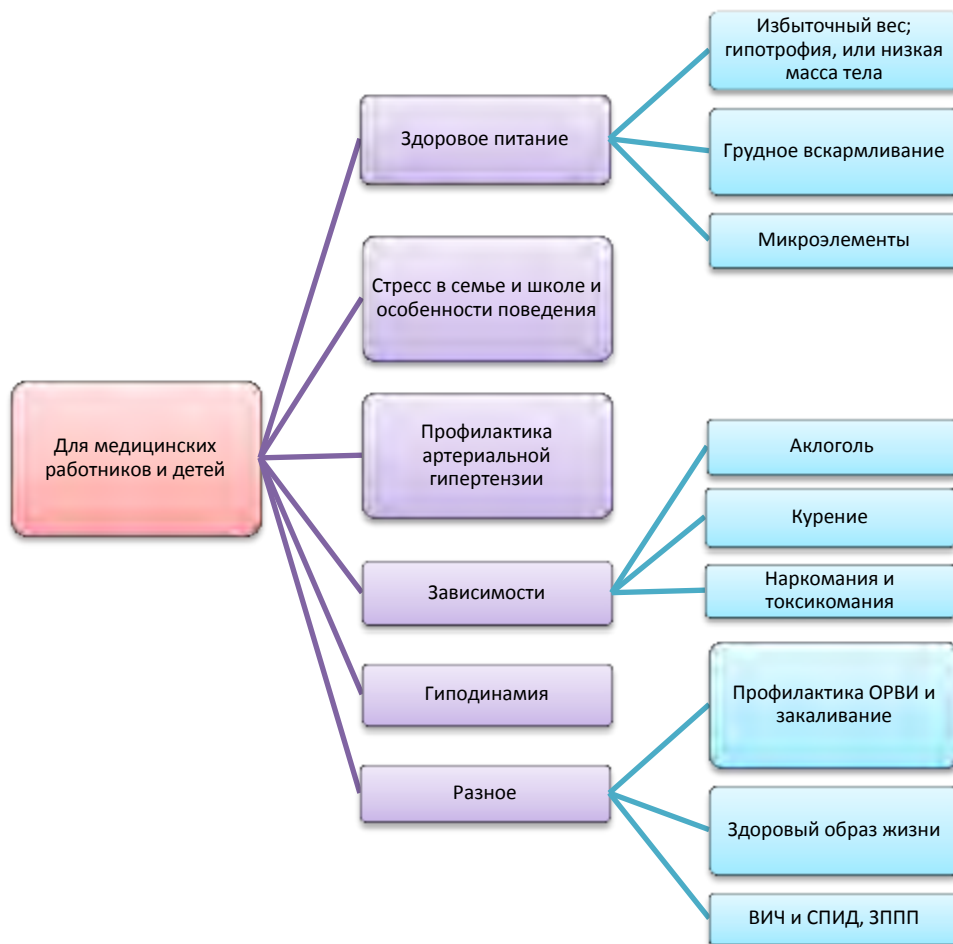 Для медицинских
работников и детей
Здоровое питание
Избыточный вес;
гипотрофия, или низкая
масса тела
Грудное вскармливание
Микроэлементы
Стресс в семье и школе и
особенности поведения
Профилактика
артериальной
гипертензии
Зависимости
Аклоголь
Курение
Наркомания и
токсикомания
Гиподинамия
Разное
Профилактика ОРВИ и
закаливание
Здоровый образ жизни
ВИЧ и СПИД, ЗППП